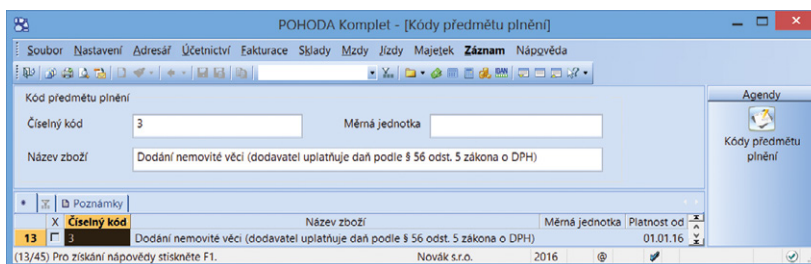 POHODA Komplet - [Kódy předmětu plnění]
Soubor Nastavení Adresář Účetnictví Fakturace Sklady Mzdy Jízdy Majetek Záznam Nápověda
IBAN
Kód předmětu plnění
Agendy
Číselný kód 3 Měrná jednotka
Kódy předmětu plnění
Název zboží Dodání nemovité věci (dodavatel uplatňuje daň podle § 56 odst. 5 zákona o DPH)
* Poznámky
X Číselný kód Název zboží Měrná jednotka Platnost od
13 3 Dodání nemovité věci (dodavatel uplatňuje daň podle § 56 odst. 5 zákona o DPH) 01.01.16
(13/45) Pro získání nápovědy stiskněte F1. Novák s.r.o. 2016 @